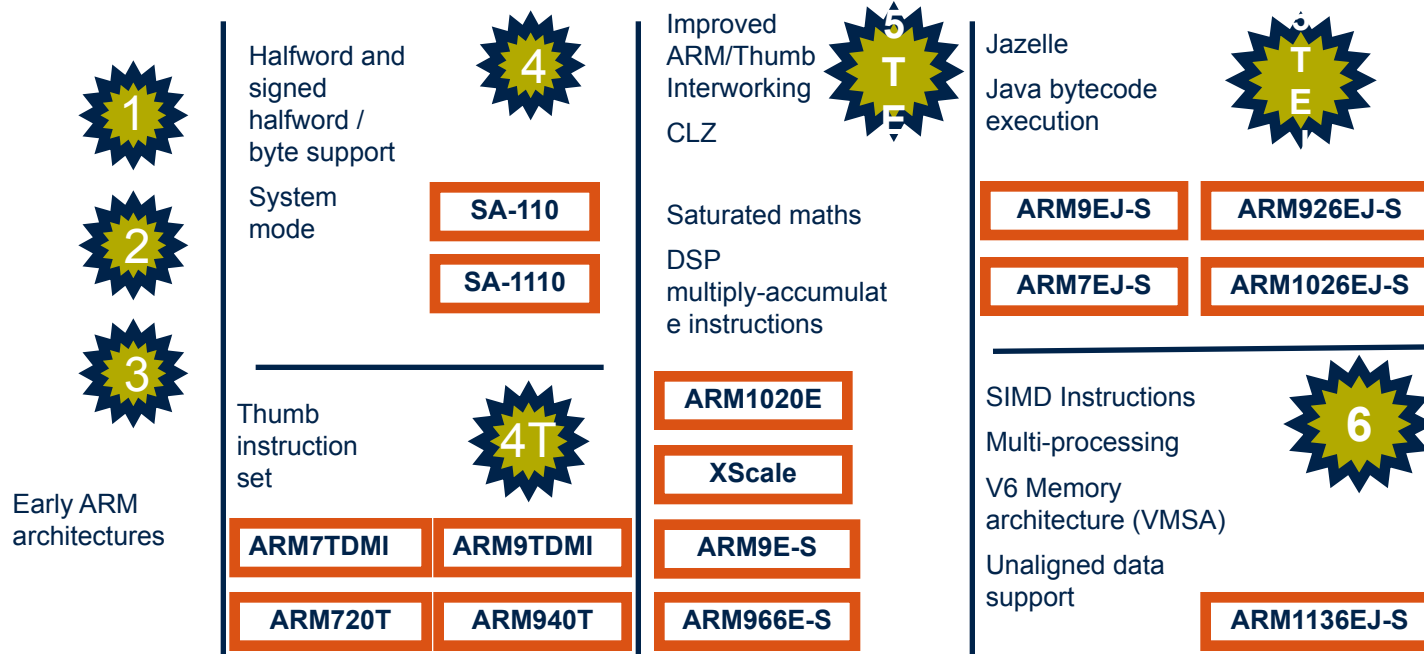 1
2
3
Early ARM
architectures
Halfword and
signed
halfword /
byte support
System
mode
4
SA-110
SA-1110
Thumb
instruction
set
4T
ARM7TDMI
ARM9TDMI
ARM720T
ARM940T
Improved
ARM/Thumb
Interworking
CLZ
5
T
E
Saturated maths
DSP
multiply-accumulat
e instructions
ARM1020E
XScale
ARM9E-S
ARM966E-S
Jazelle
Java bytecode
execution
T
E
ARM9EJ-S
ARM926EJ-S
ARM7EJ-S
ARM1026EJ-S
SIMD Instructions
Multi-processing
V6 Memory
architecture (VMSA)
Unaligned data
support
6
ARM1136EJ-S